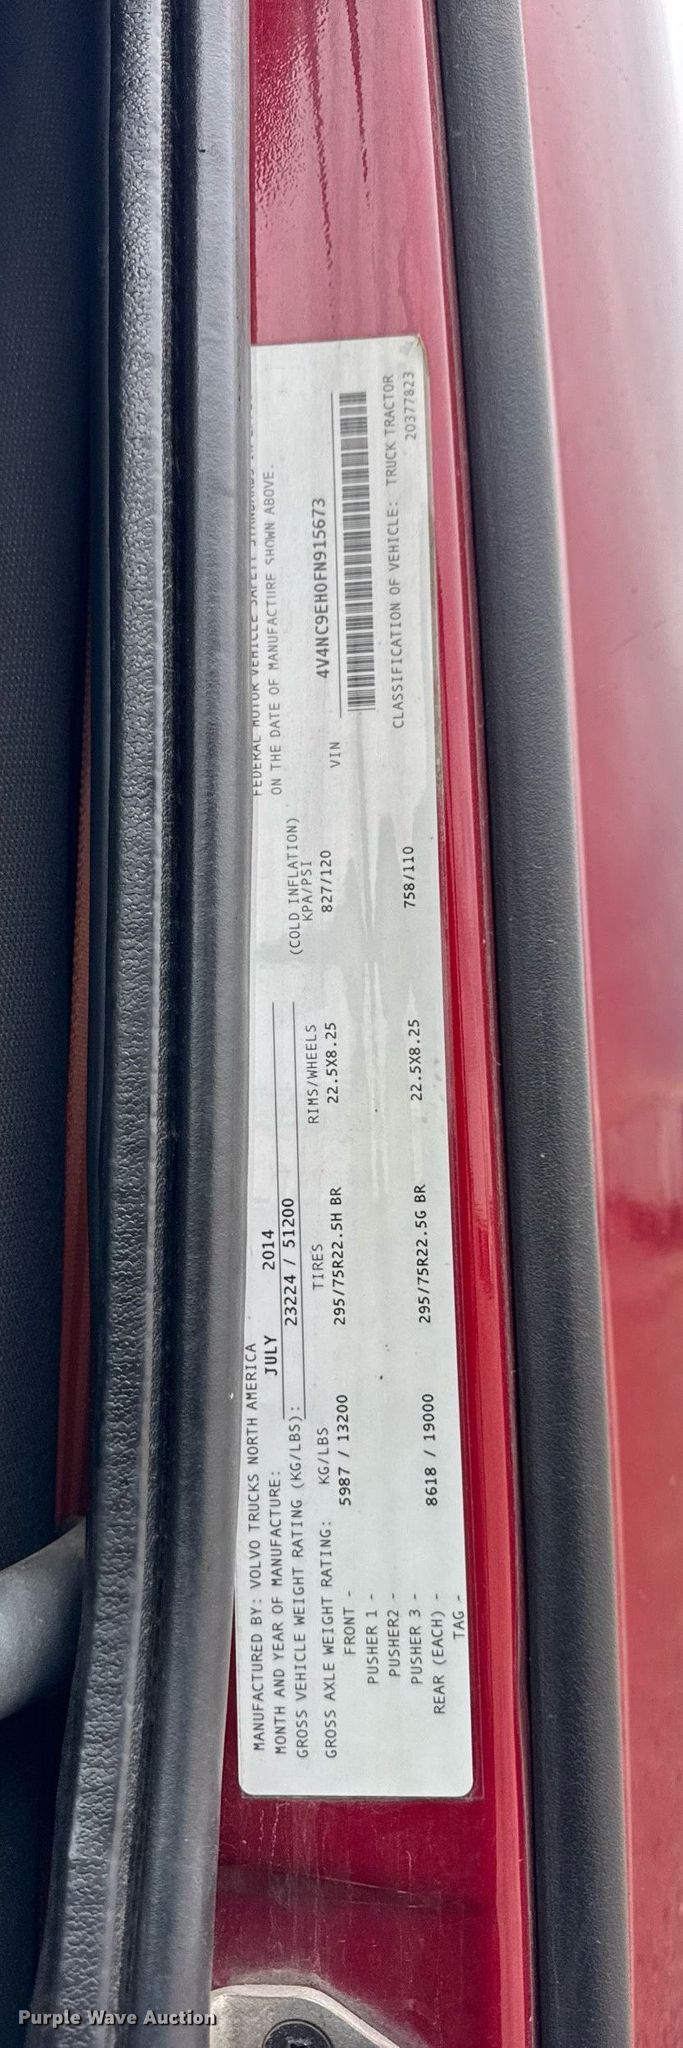 MANUFACTURED BY: VOLVO TRUCKS NORTH AMERICA
FEDERAL MOTOR VEHICLE SAFETY STANDARDS
MONTH AND YEAR OF MANUFACTURE: JULY 2014
ON THE DATE OF MANUFACTURE SHOWN ABOVE.
GROSS VEHICLE WEIGHT RATING (KG/LBS): 23224 / 51200
(COLD INFLATION)
GROSS AXLE WEIGHT RATING: KG/LBS TIRES RIMS/WHEELS KPA/PSI
FRONT - 5987 / 13200 295/75R22.5H BR 22.5X8.25 827/120
VIN 4V4NC9EH0FN915673
PUSHER 1 -
PUSHER2 -
CLASSIFICATION OF VEHICLE: TRUCK TRACTOR
PUSHER 3 -
REAR (EACH) - 8618 / 19000 295/75R22.5G BR 22.5X8.25 758/110
20377823
TAG -
Purple Wave Auction